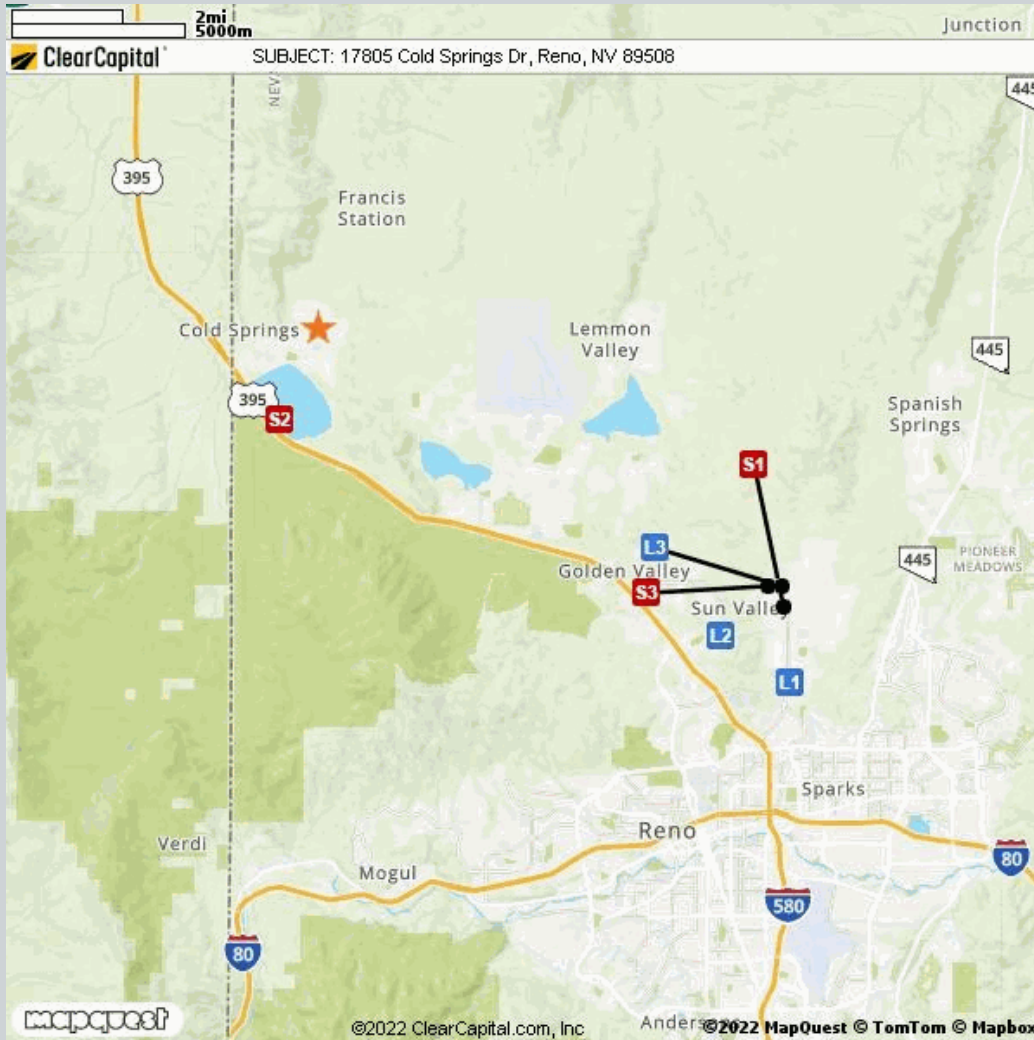 2mi
5000m
Junction
ClearCapital
SUBJECT: 17805 Cold Springs Dr, Reno, NV 89508
NEV
445
395
Francis
Station
Cold Springs
Lemmon
Valley
445
395
S2
Spanish
Springs
S1
L3
Golden Valley
445
PIONEER
MEADOWS
S3
Sun Valley
L2
L1
Sparks
Reno
Verdi
Mogul
80
580
80
mapquest
©2022 ClearCapital.com, Inc
Anders
©2022 MapQuest © TomTom © Mapbox